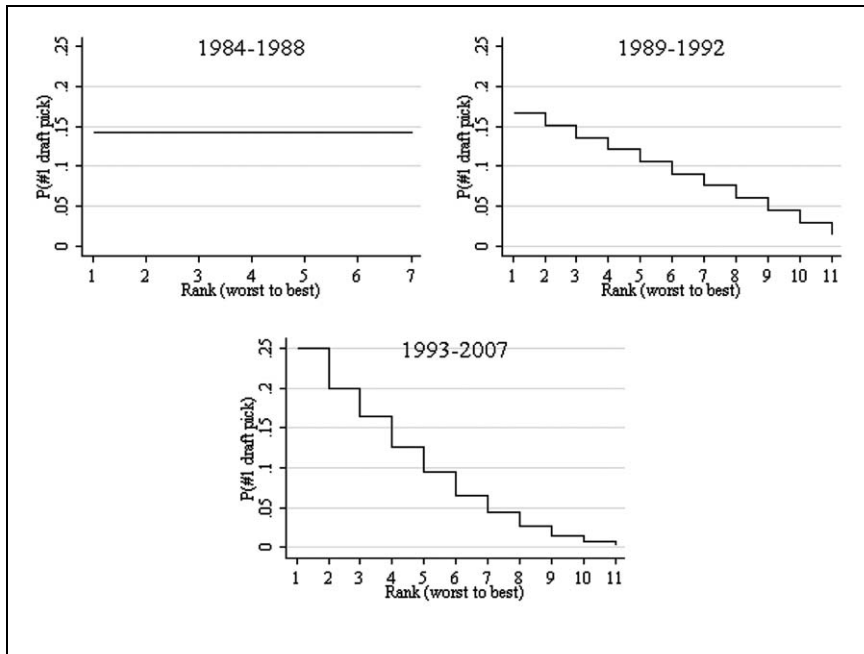 1984-1988
P(#1 draft pick)
.25
.2
.15
.1
.05
0
1 2 3 4 5 6 7
Rank (worst to best)
1989-1992
P(#1 draft pick)
.25
.2
.15
.1
.05
0
1 2 3 4 5 6 7 8 9 10 11
Rank (worst to best)
1993-2007
P(#1 draft pick)
.25
.2
.15
.1
.05
0
1 2 3 4 5 6 7 8 9 10 11
Rank (worst to best)